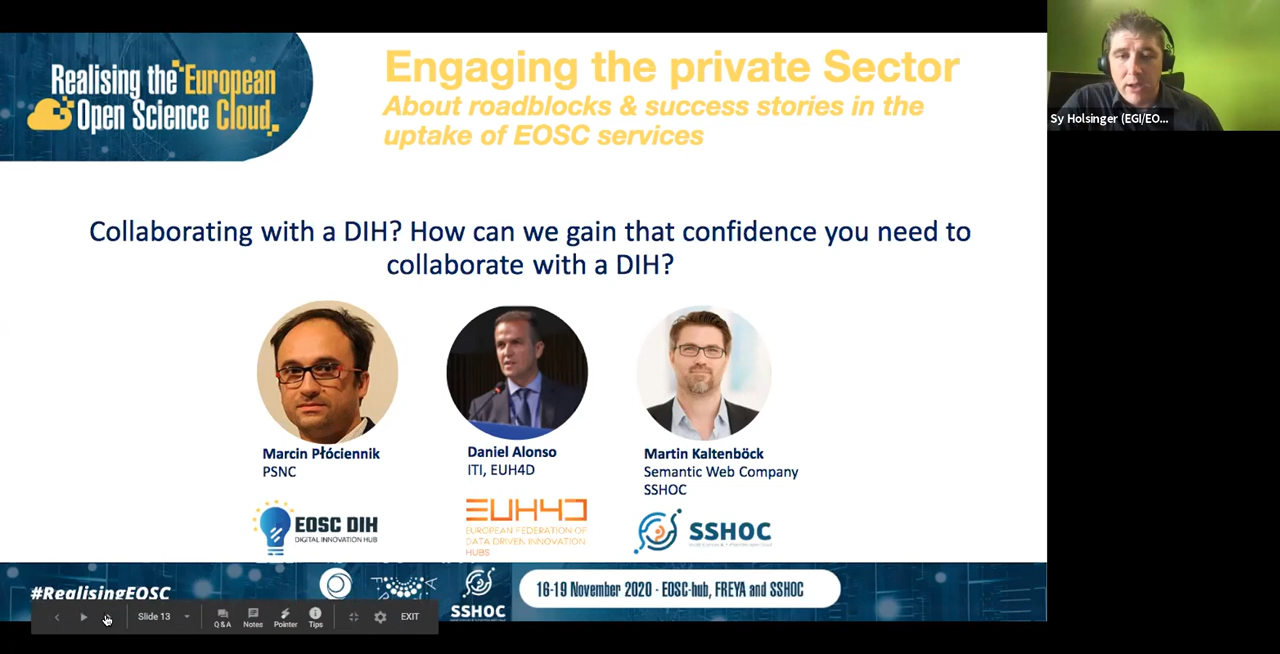 Realising the European
Open Science Cloud
Engaging the private Sector
About roadblocks & success stories in the
uptake of EOSC services
Sy Holsinger (EGI/EO...
Collaborating with a DIH? How can we gain that confidence you need to
collaborate with a DIH?
Marcin Płóciennik
PSNC
Daniel Alonso
ITI, EUH4D
Martin Kaltenböck
Semantic Web Company
SSHOC
EOSC DIH
DIGITAL INNOVATION HUB
EUH4D
EUROPEAN FEDERATION OF
DATA DRIVEN INNOVATION
HUBS
SSHOC
#RealisingEOSC
SSHOC
16-19 November 2020 - EOSC-hub, FREYA and SSHOC
Slide 13
Q & A
Notes
Pointer
Tips
EXIT